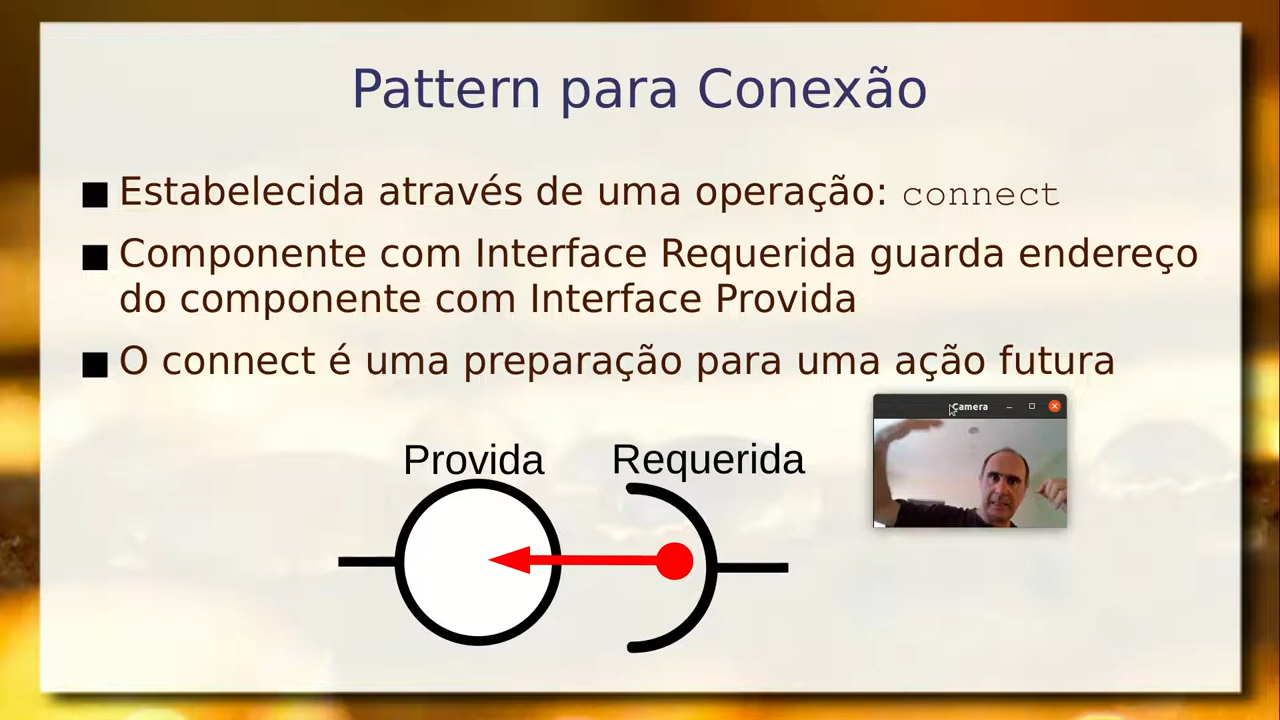 Pattern para Conexão
Estabelecida através de uma operação: connect
Componente com Interface Requerida guarda endereço
do componente com Interface Provida
O connect é uma preparação para uma ação futura
Camera
Provida
Requerida